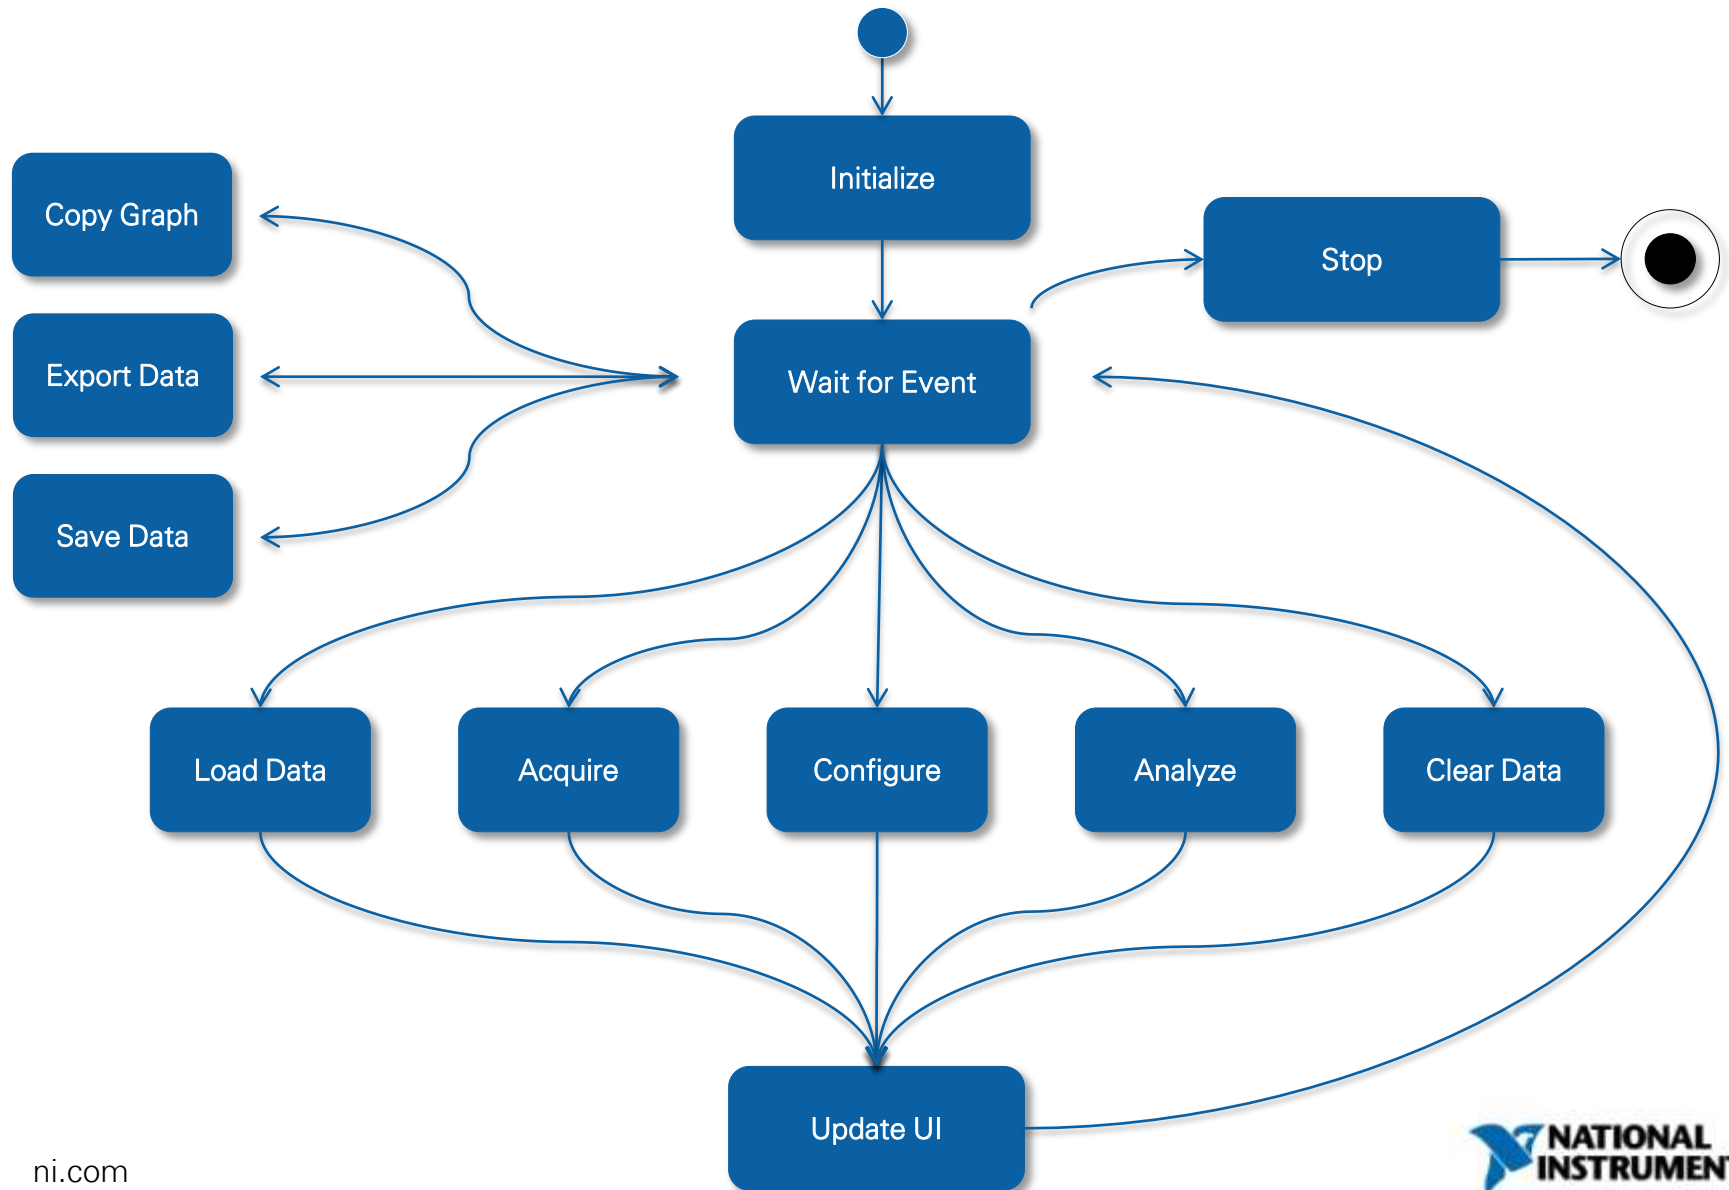 Initialize
Copy Graph
Stop
Export Data
Wait for Event
Save Data
Load Data
Acquire
Configure
Analyze
Clear Data
Update UI
NATIONAL
INSTRUMEN
ni.com